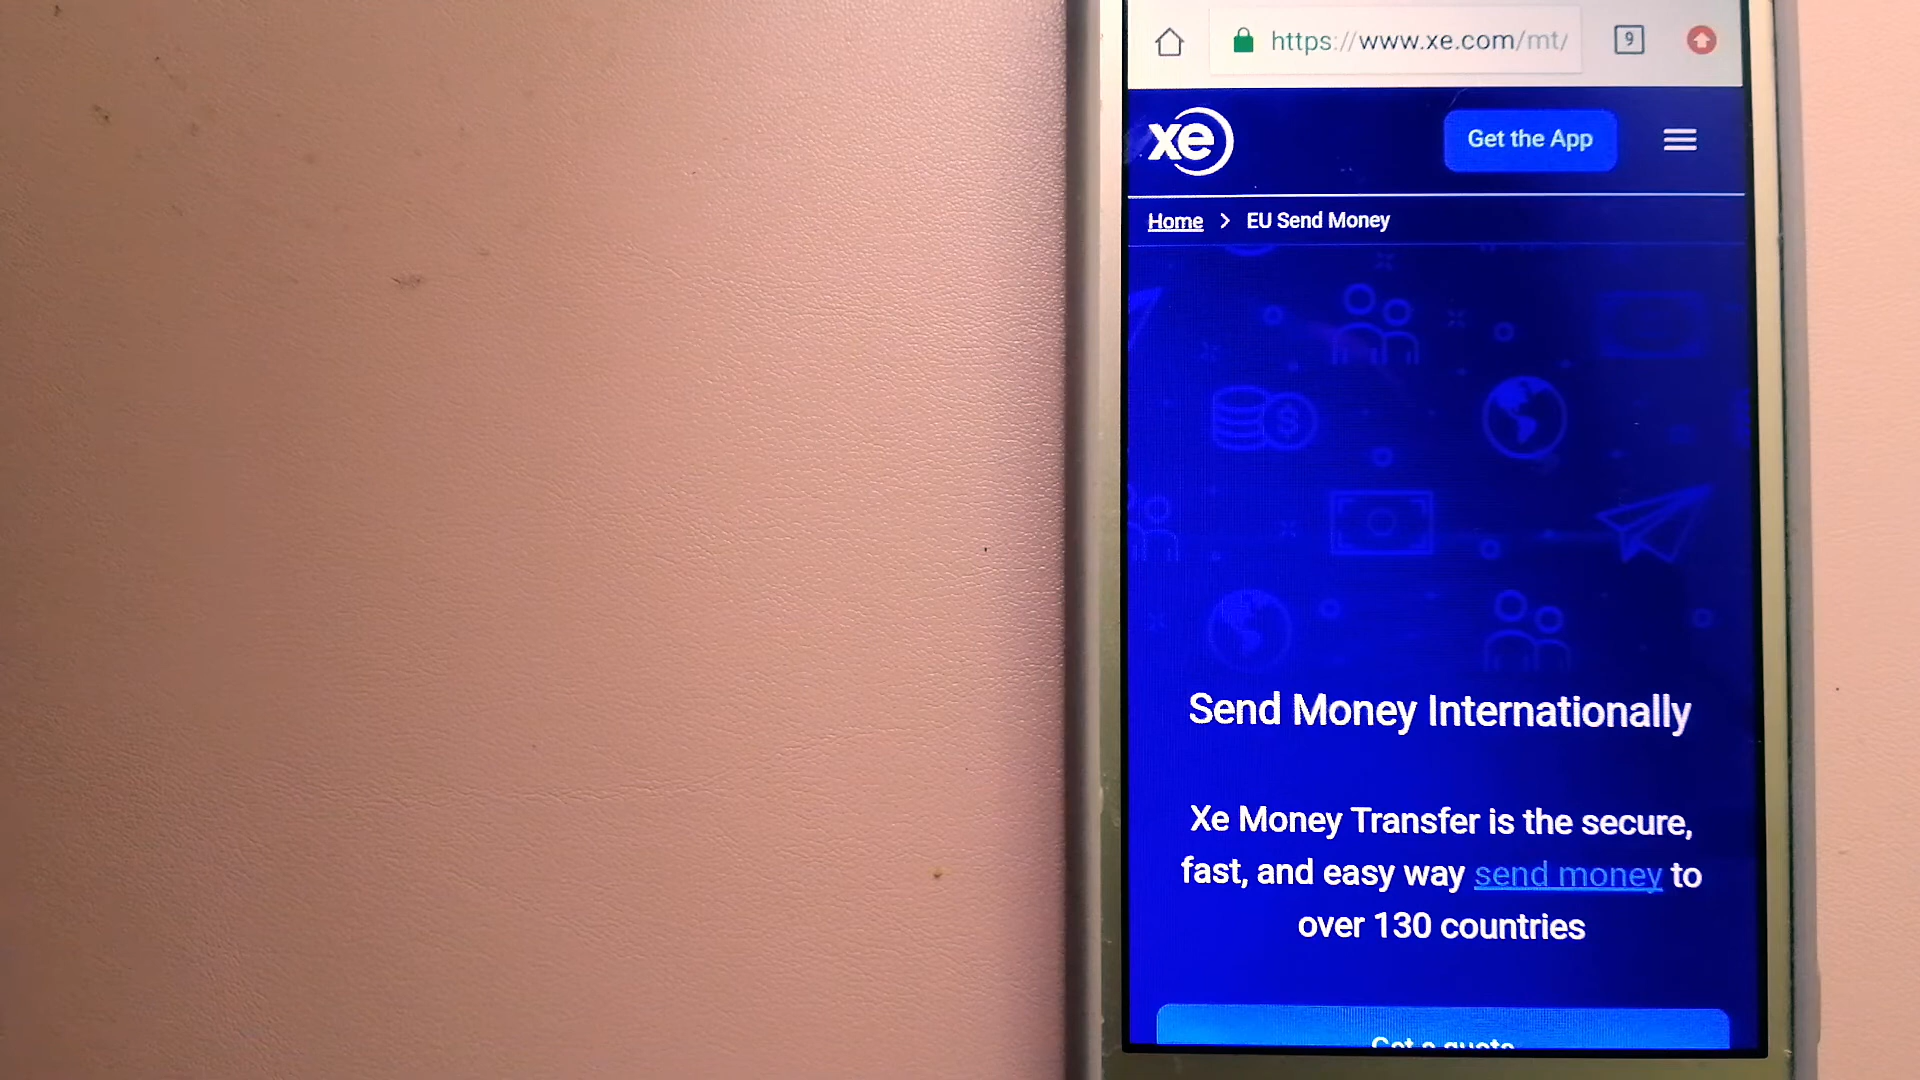 https://www.xe.com/mt/
9
xe
Get the App
Home > EU Send Money
Send Money Internationally
Xe Money Transfer is the secure,
fast, and easy way send money to
over 130 countries
Get a quote